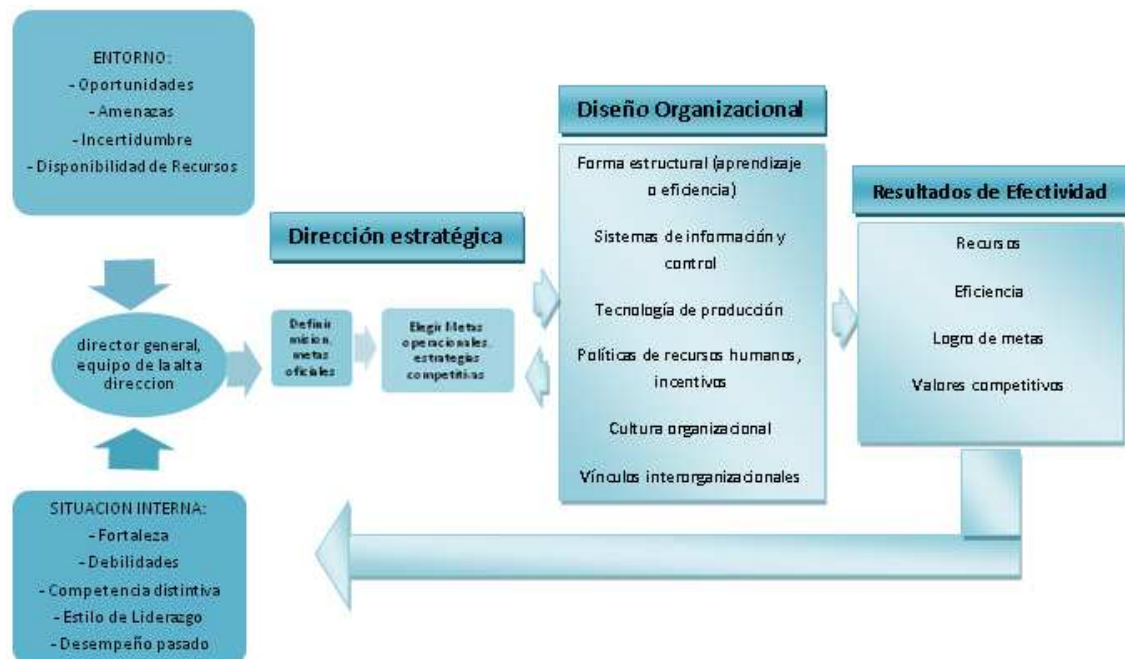 ENTORNO:
- Oportunidades
- Amenazas
- Incertidumbre
- Disponibilidad de Recursos
director general,
equipo de la alta
direccion
SITUACION INTERNA:
- Fortaleza
- Debilidades
- Competencia distintiva
- Estilo de Liderazgo
- Desempeño pasado
Dirección estratégica
Definir
mision,
metas
oficiales
Elegir Metas
operacionales,
estrategias
competitivas
Diseño Organizacional
Forma estructural (aprendizaje
o eficiencia)
Sistemas de información y
control
Tecnología de producción
Políticas de recursos humanos,
incentivos
Cultura organizacional
Vínculos interorganizacionales
Resultados de Efectividad
Recursos
Eficiencia
Logro de metas
Valores competitivos